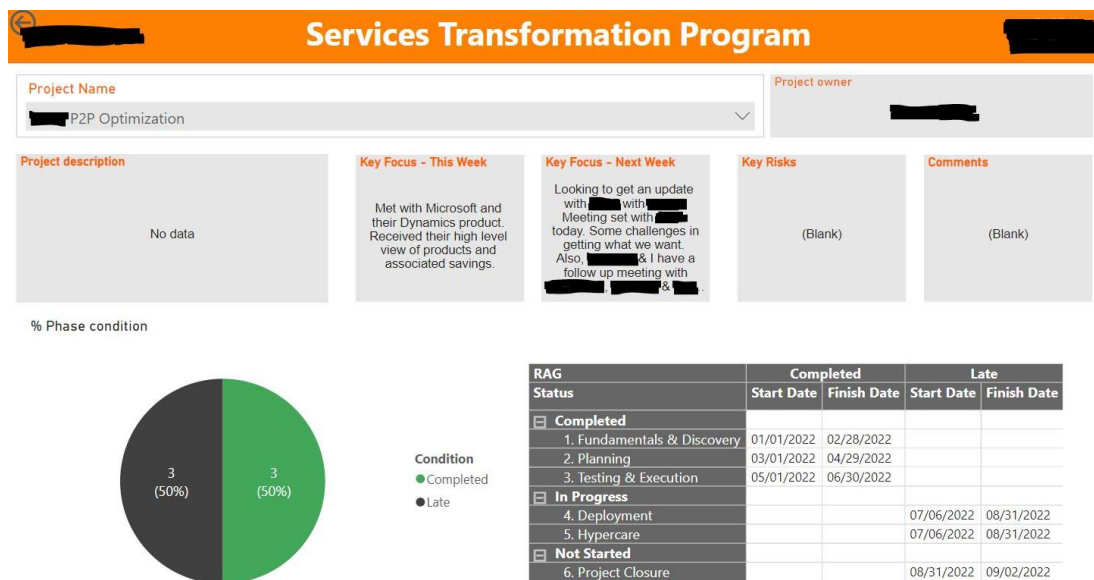 Services Transformation Program
Project Name
P2P Optimization
Project owner
Project description
No data
Key Focus - This Week
Met with Microsoft and
their Dynamics product.
Received their high level
view of products and
associated savings.
Key Focus - Next Week
Looking to get an update
with with
Meeting set with
today. Some challenges in
getting what we want.
Also, & I have a
follow up meeting with
, & .
Key Risks
(Blank)
Comments
(Blank)
% Phase condition
3
(50%)
3
(50%)
Condition
Completed
Late
RAG Completed Late
Status Start Date Finish Date Start Date Finish Date
Completed
1. Fundamentals & Discovery 01/01/2022 02/28/2022
2. Planning 03/01/2022 04/29/2022
3. Testing & Execution 05/01/2022 06/30/2022
In Progress
4. Deployment 07/06/2022 08/31/2022
5. Hypercare 07/06/2022 08/31/2022
Not Started
6. Project Closure 08/31/2022 09/02/2022